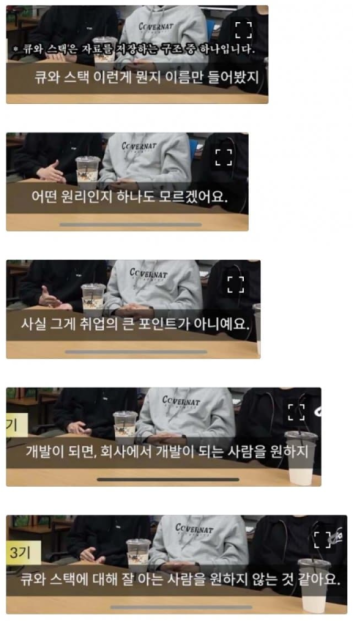 * 큐와 스택은 자료를 저장하는 구조 중 하나입니다.
큐와 스택 이런게 뭔지 이름만 들어봤지
COVERNAT
어떤 원리인지 하나도 모르겠어요.
COVERNAT
사실 그게 취업의 큰 포인트가 아니예요.
COVERNAT
기
개발이 되면, 회사에서 개발이 되는 사람을 원하지
COVERNAT
3기
큐와 스택에 대해 잘 아는 사람을 원하지 않는 것 같아요.